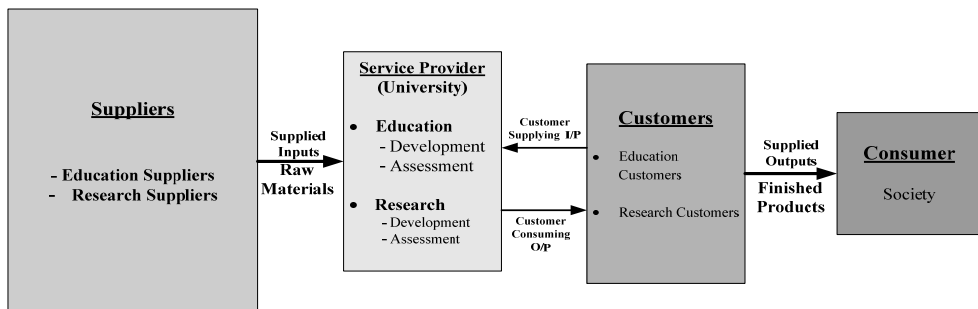 Suppliers
- Education Suppliers
- Research Suppliers
Supplied
Inputs
Raw
Materials
Service Provider
(University)
• Education
- Development
- Assessment
• Research
- Development
- Assessment
Customer
Supplying I/P
Customer
Consuming
O/P
Customers
• Education
Customers
• Research Customers
Supplied
Outputs
Finished
Products
Consumer
Society